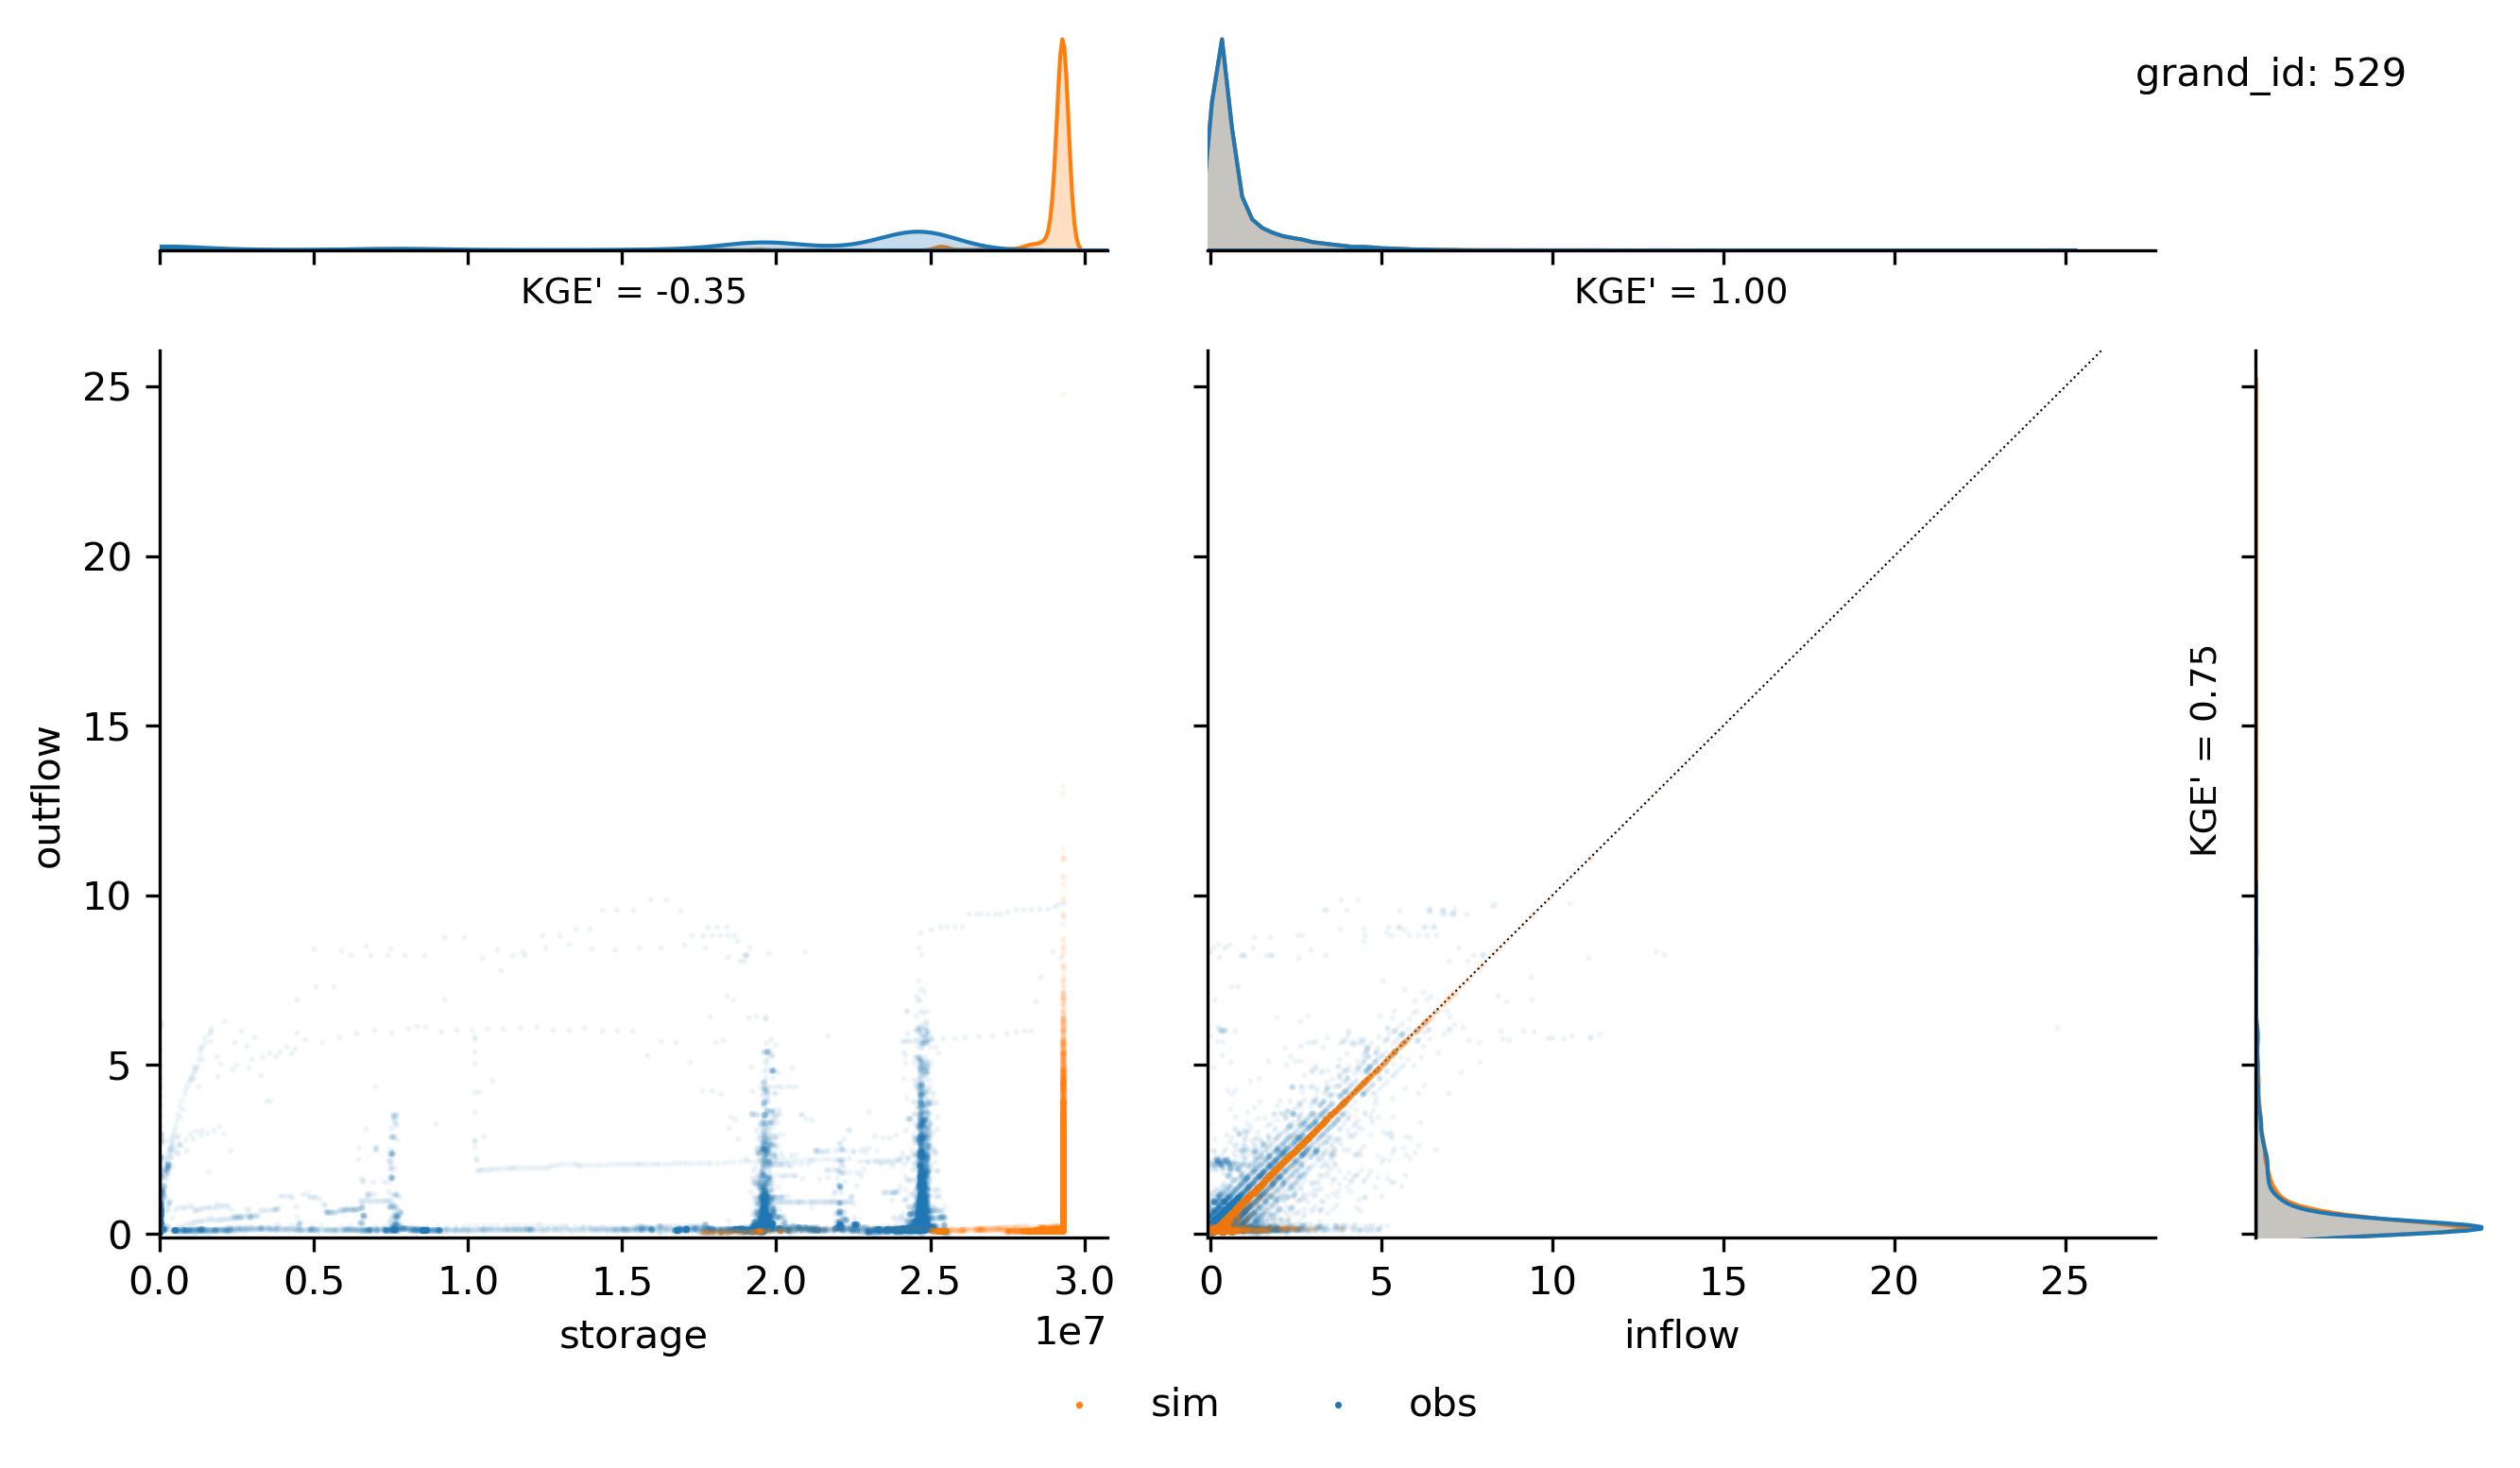 grand_id: 529
KGE' = -0.35
KGE' = 1.00
25
20
15
10
5
0
outflow
0.0 0.5 1.0 1.5 2.0 2.5 3.0
storage
1e7
0 5 10 15 20 25
inflow
KGE' = 0.75
sim
obs